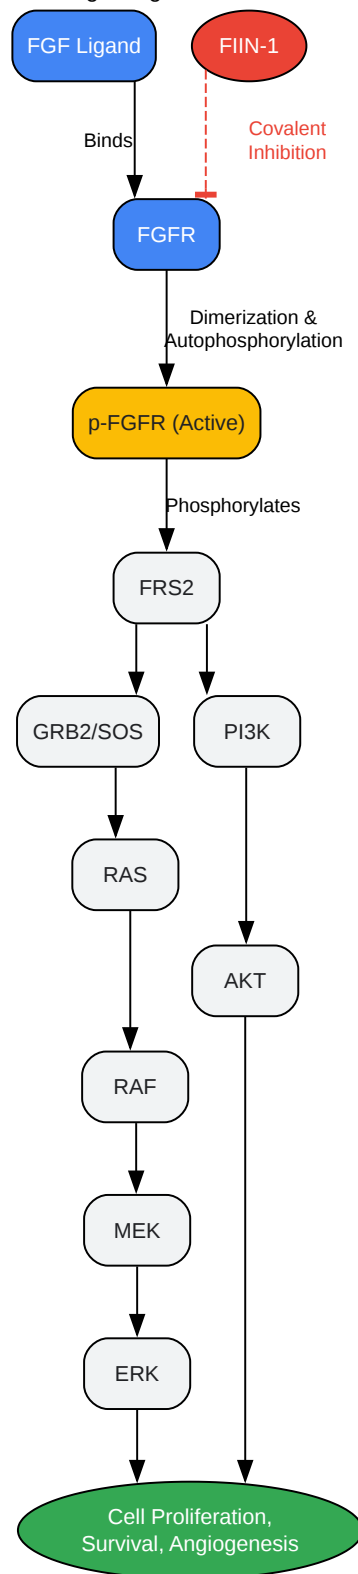 FGF Ligand
FIIN-1
Binds
Covalent
Inhibition
FGFR
Dimerization &
Autophosphorylation
p-FGFR (Active)
Phosphorylates
FRS2
GRB2/SOS
PI3K
RAS
AKT
RAF
MEK
ERK
Cell Proliferation,
Survival, Angiogenesis